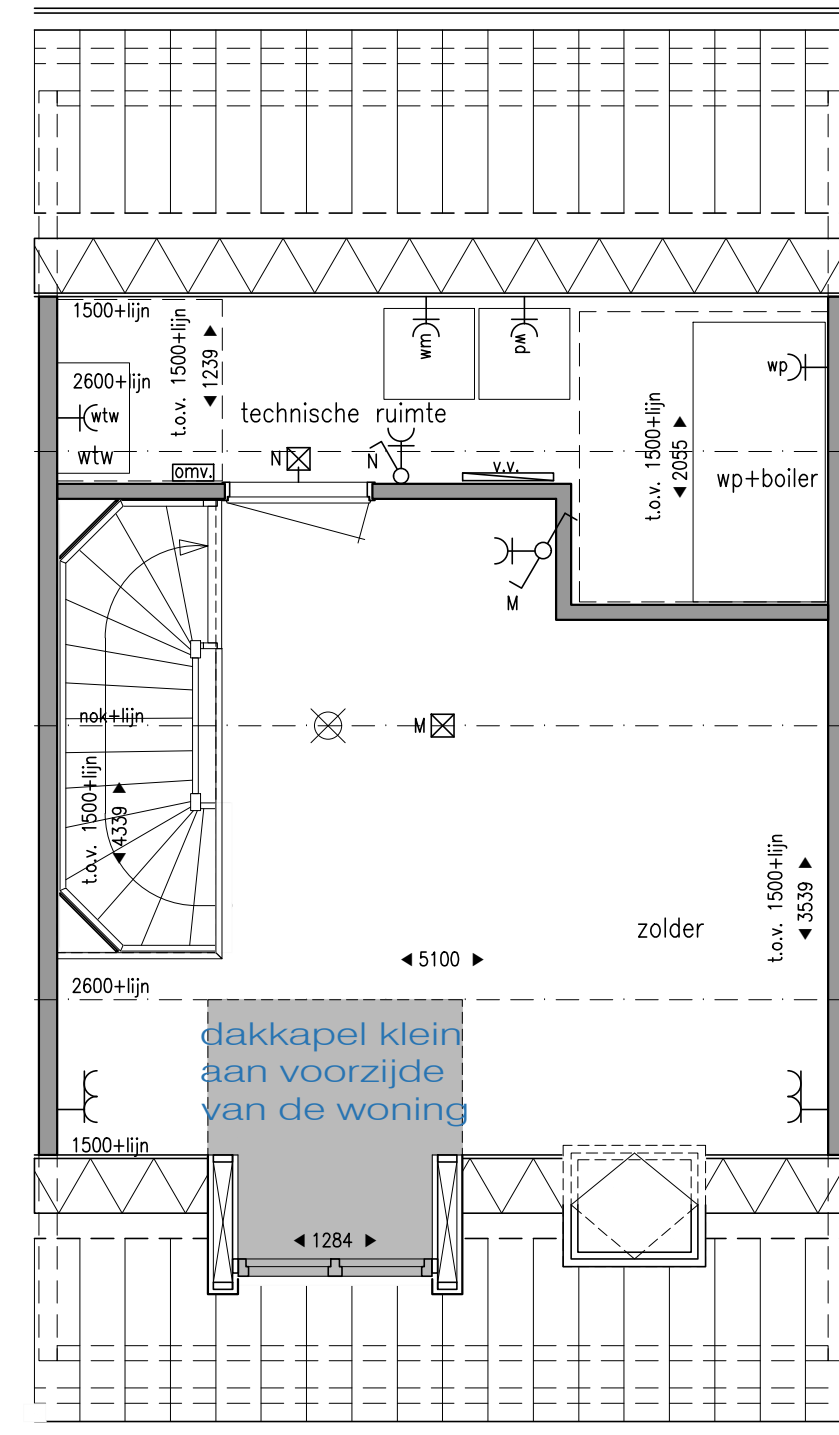 1500+lijn
t.o.v. 1500+lijn
1239
2600+lijn
wtw
wtw
omv.
technische ruimte
N
N
wm
wd
v.v.
wp
t.o.v. 1500+lijn
2055
wp+boiler
M
nok+lijn
M
t.o.v. 1500+lijn
4339
t.o.v. 1500+lijn
3539
zolder
5100
2600+lijn
dakkapel klein
aan voorzijde
van de woning
1500+lijn
1284